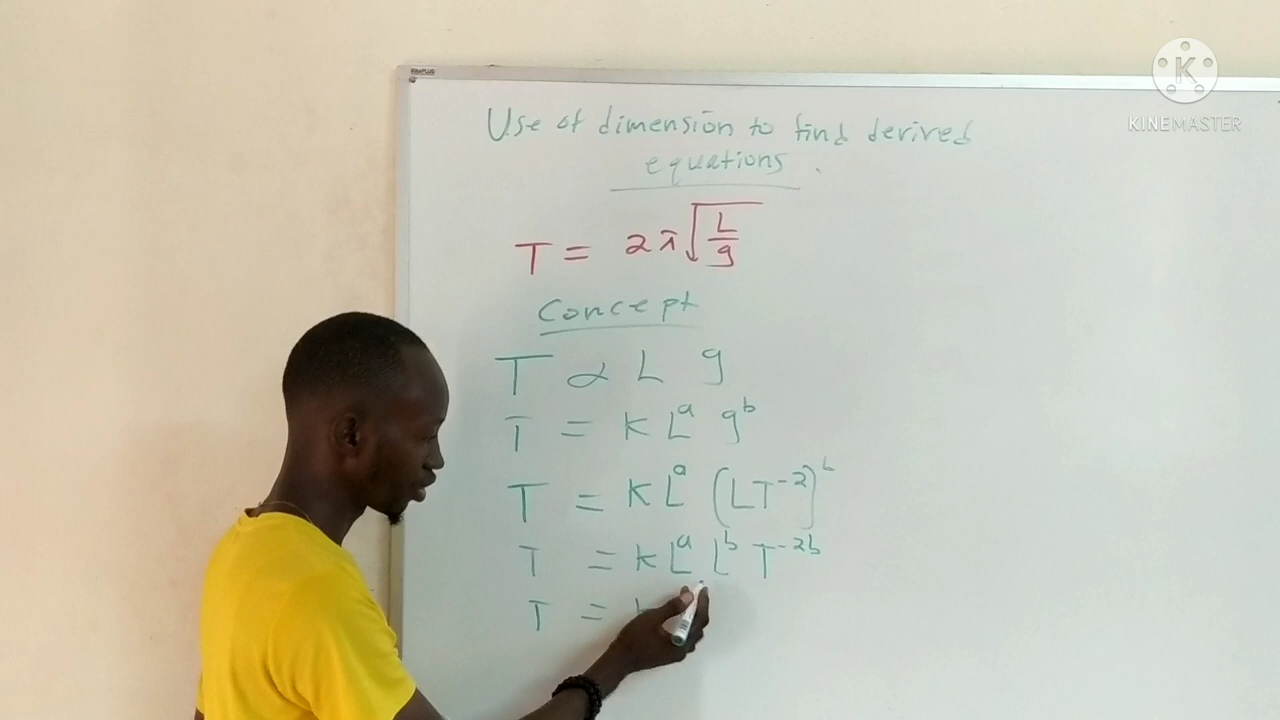 Use of dimension to find derived
equations.
T = 2π√(L/g)
Concept
T ∝ L g
T = K L^a g^b
T = K L^a (LT^-2)^b
T = K L^a L^b T^-2b
T = K
KINEMASTER